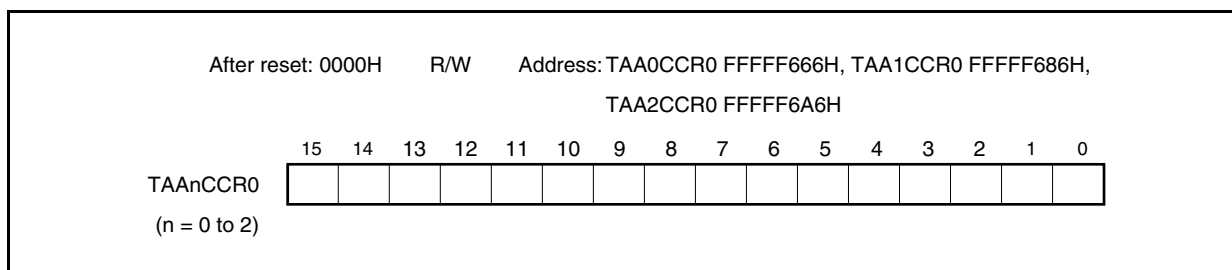 After reset: 0000H R/W Address: TAA0CCR0 FFFFF666H, TAA1CCR0 FFFFF686H,
TAA2CCR0 FFFFF6A6H
15 14 13 12 11 10 9 8 7 6 5 4 3 2 1 0
TAAnCCR0
(n = 0 to 2)